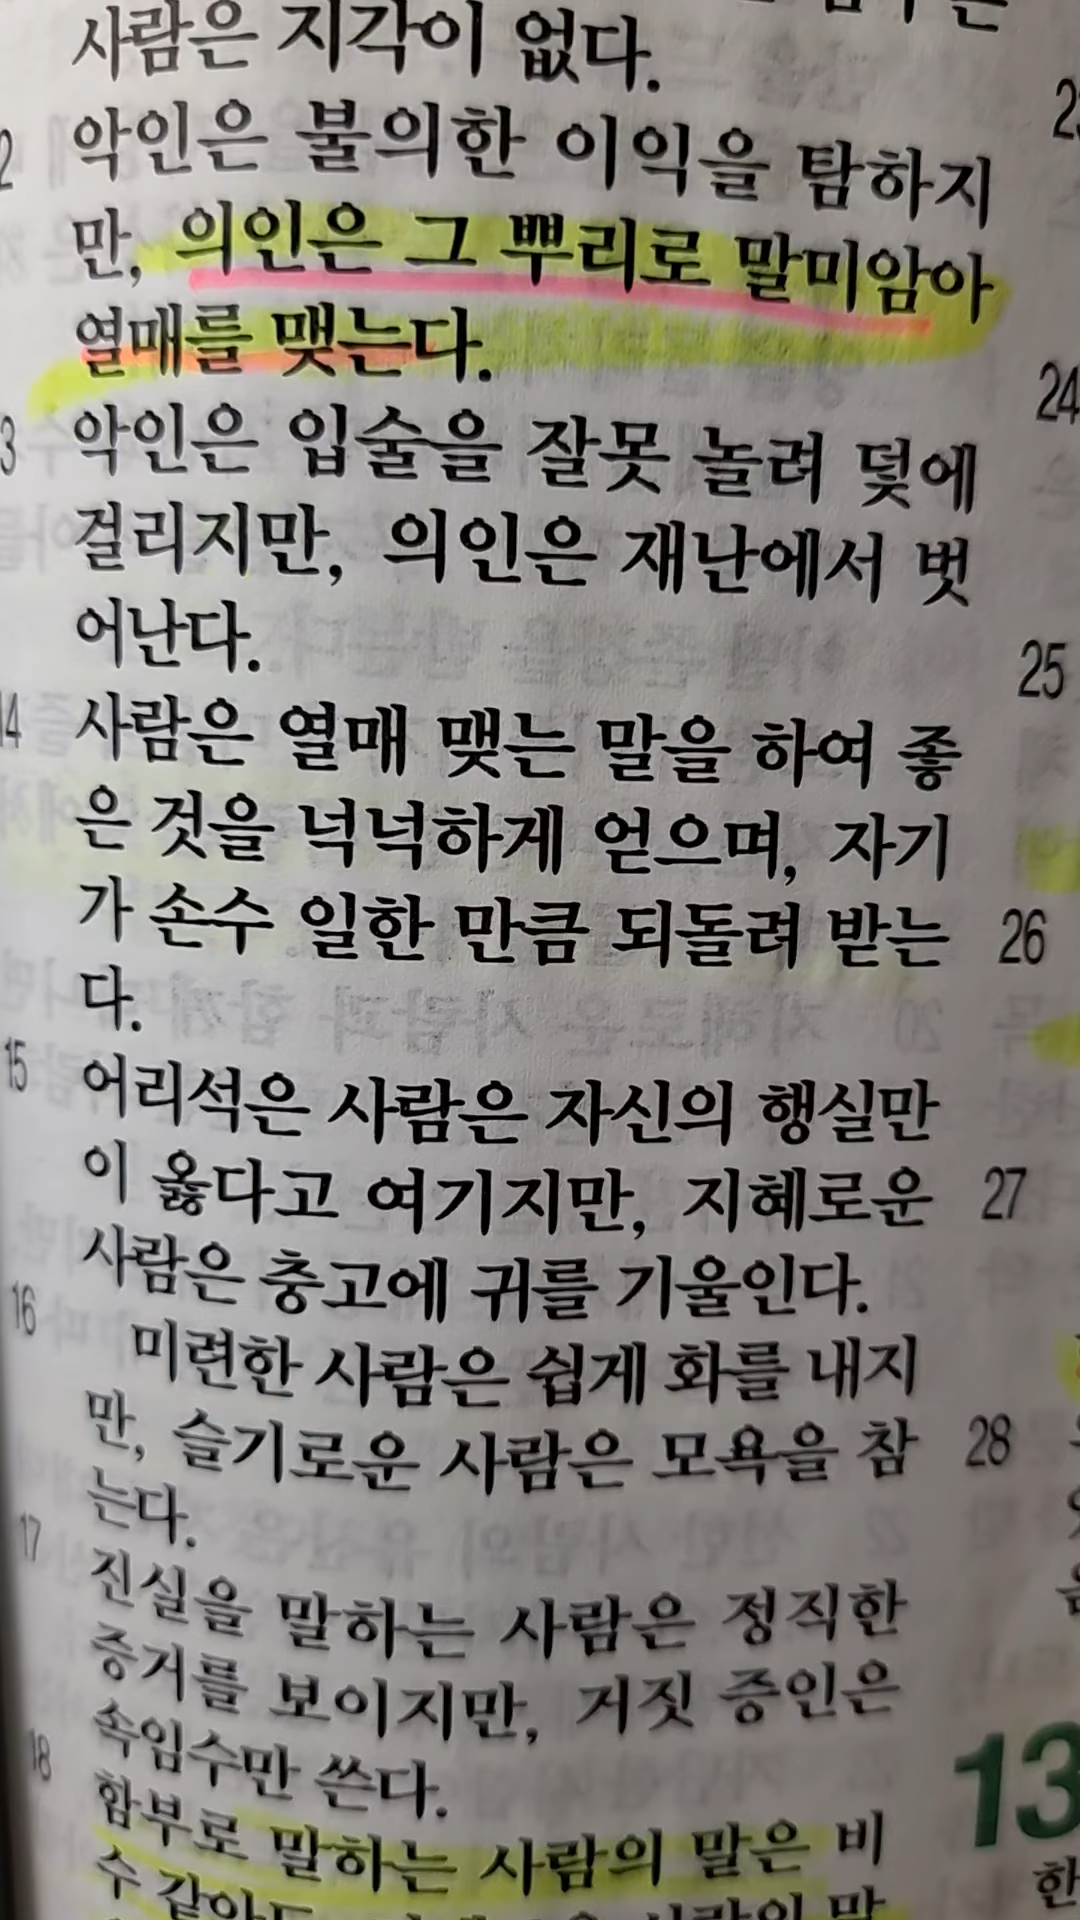 사람은 지각이 없다.
2 악인은 불의한 이익을 탐하지
만, 의인은 그 뿌리로 말미암아
열매를 맺는다.
3 악인은 입술을 잘못 놀려 덫에
걸리지만, 의인은 재난에서 벗
어난다.
14 사람은 열매 맺는 말을 하여 좋
은 것을 넉넉하게 얻으며, 자기
가 손수 일한 만큼 되돌려 받는
다.
15 어리석은 사람은 자신의 행실만
이 옳다고 여기지만, 지혜로운
사람은 충고에 귀를 기울인다.
16 미련한 사람은 쉽게 화를 내지
만, 슬기로운 사람은 모욕을 참
는다.
17 진실을 말하는 사람은 정직한
증거를 보이지만, 거짓 증인은
속임수만 쓴다.
18 함부로 말하는 사람의 말은 비
수 같아도
24
25
26
27
28
13
한